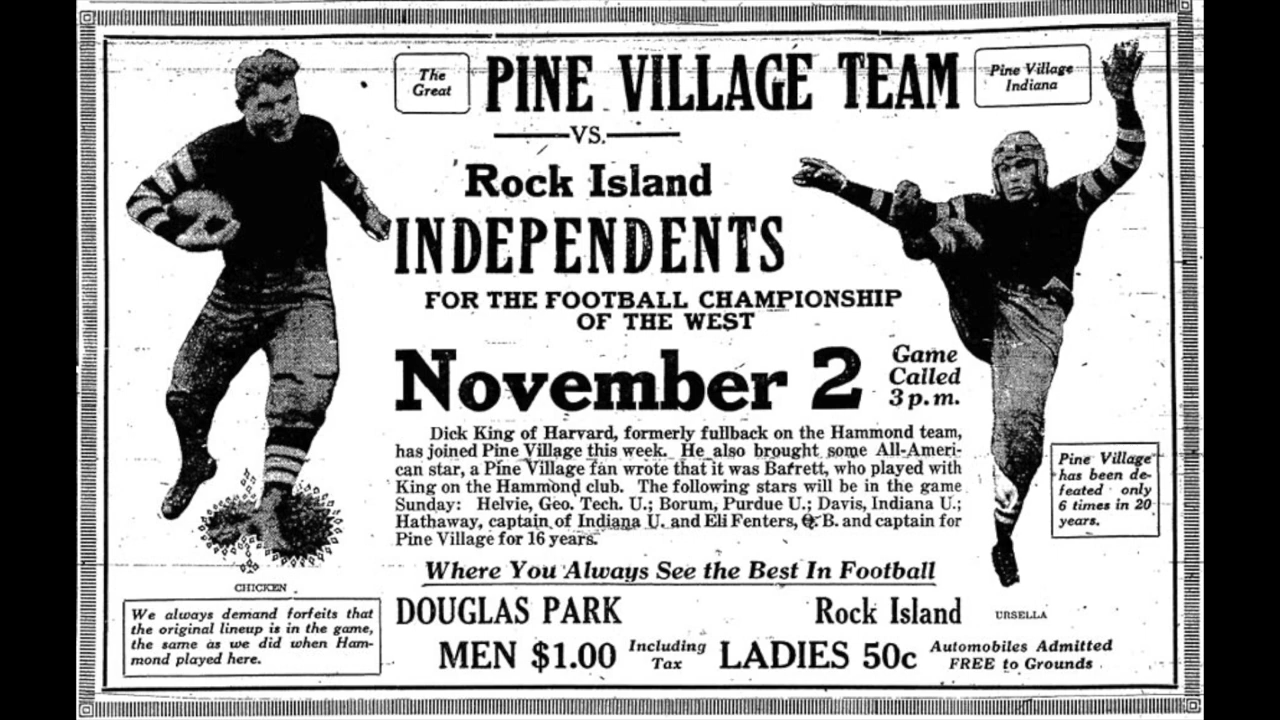 The
Great
PINE VILLAGE TEAM
Pine Village
Indiana
VS.
Rock Island
INDEPENDENTS
FOR THE FOOTBALL CHAMPIONSHIP
OF THE WEST
November 2
Game
Called
3 p. m.
Dick King of Harvard, formerly fullback on the Hammond team,
has joined Pine Village this week. He also brought some All-Ameri-
can star, a Pine Village fan wrote that it was Barrett, who played with
King on the Hammond club. The following stars will be in the game
Sunday: Helvie, Geo. Tech. U.; Borum, Purdue U.; Davis, Indiana U.;
Hathaway, captain of Indiana U. and Eli Fenters, Q. B. and captain for
Pine Village for 16 years.
Pine Village
has been de-
feated only
6 times in 20
years.
Where You Always See the Best In Football
CHICKEN
URSELLA
We always demand forfeits that
the original lineup is in the game,
the same as we did when Ham-
mond played here.
DOUGLAS PARK
Rock Island
MEN $1.00
Including
Tax
LADIES 50c
Automobiles Admitted
FREE to Grounds